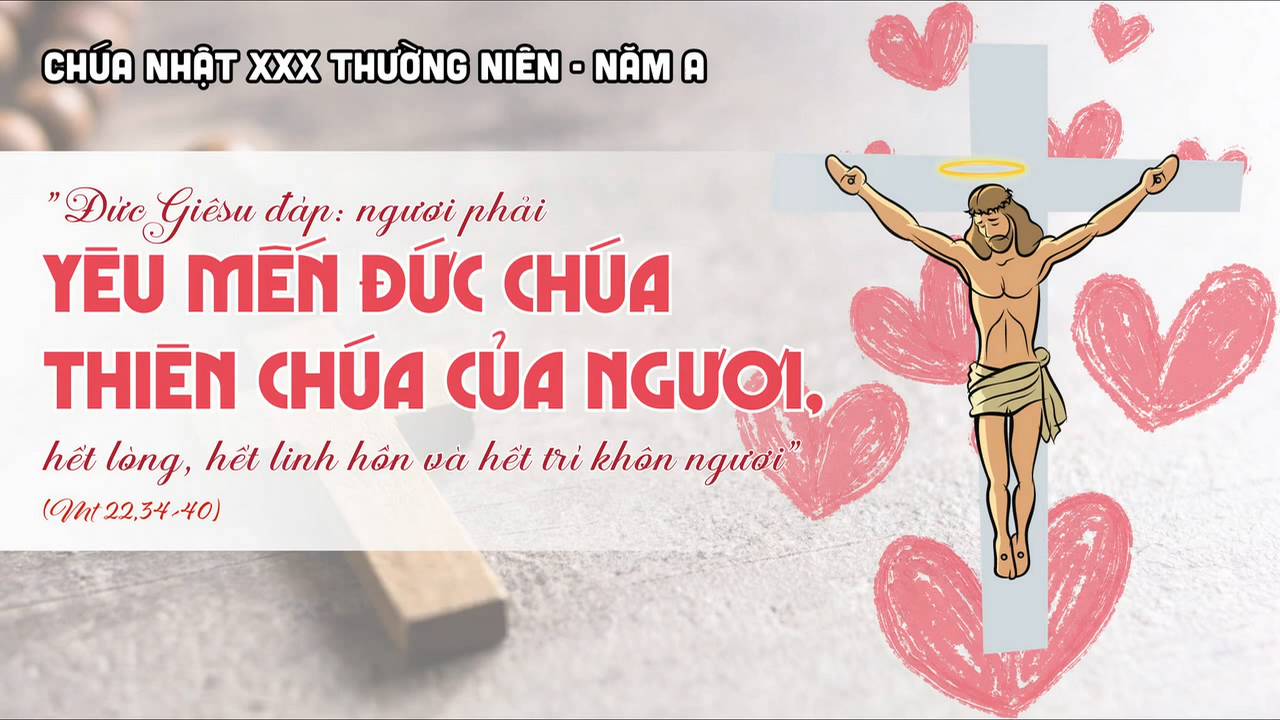 CHÚA NHẬT XXX THƯỜNG NIÊN - NĂM A
"Đức Giêsu đáp: ngươi phải
YÊU MẾN ĐỨC CHÚA
THIÊN CHÚA CỦA NGƯƠI,
hết lòng, hết linh hồn và hết trí khôn ngươi"
(Mt 22,34-40)